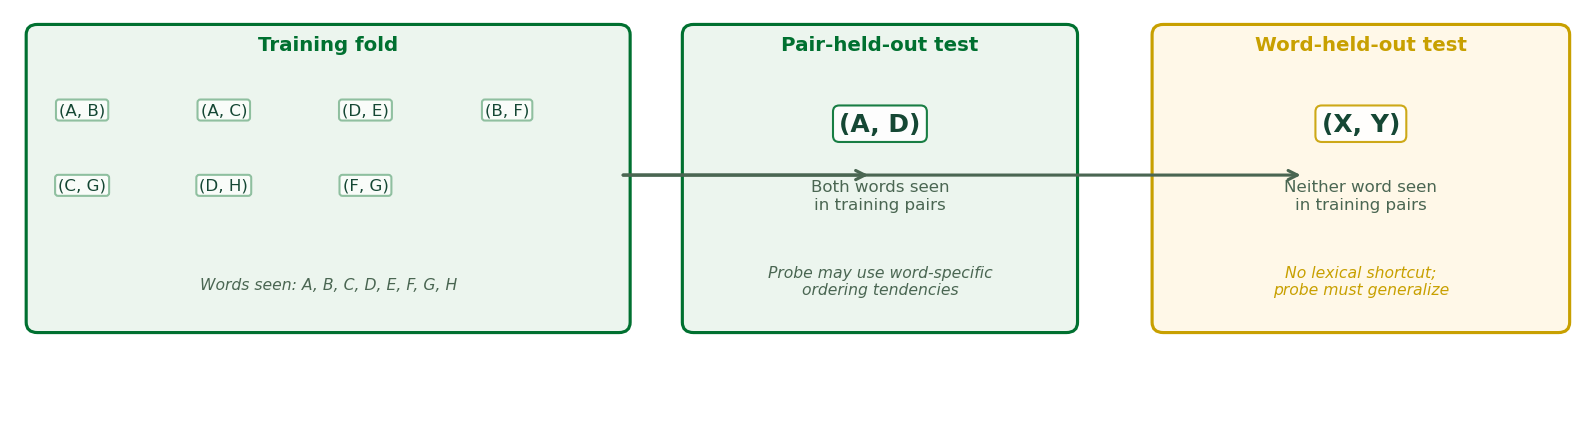 Training fold
(A, B) (A, C) (D, E) (B, F)
(C, G) (D, H) (F, G)
Words seen: A, B, C, D, E, F, G, H
Pair-held-out test
(A, D)
Both words seen
in training pairs
Probe may use word-specific
ordering tendencies
Word-held-out test
(X, Y)
Neither word seen
in training pairs
No lexical shortcut;
probe must generalize